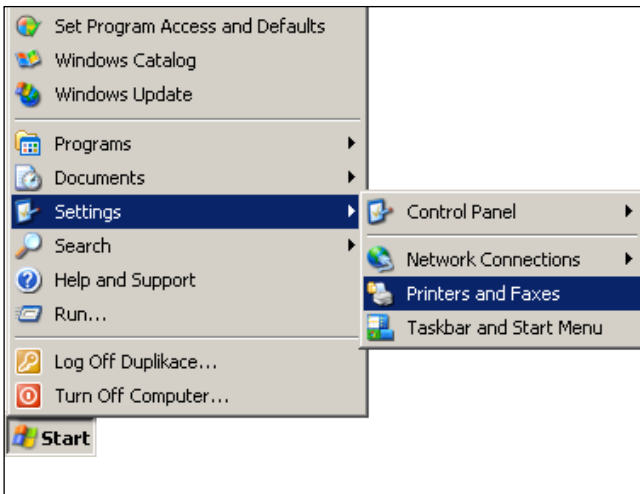 Set Program Access and Defaults
Windows Catalog
Windows Update
Programs
Documents
Settings
Search
Help and Support
Run...
Log Off Duplikace...
Turn Off Computer...
Start
Control Panel
Network Connections
Printers and Faxes
Taskbar and Start Menu